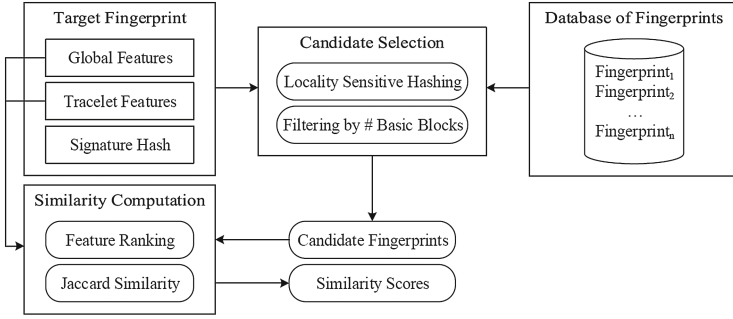 Target Fingerprint
Global Features
Tracelet Features
Signature Hash
Candidate Selection
Locality Sensitive Hashing
Filtering by # Basic Blocks
Database of Fingerprints
Fingerprint₁
Fingerprint₂
...
Fingerprintₙ
Similarity Computation
Feature Ranking
Jaccard Similarity
Candidate Fingerprints
Similarity Scores